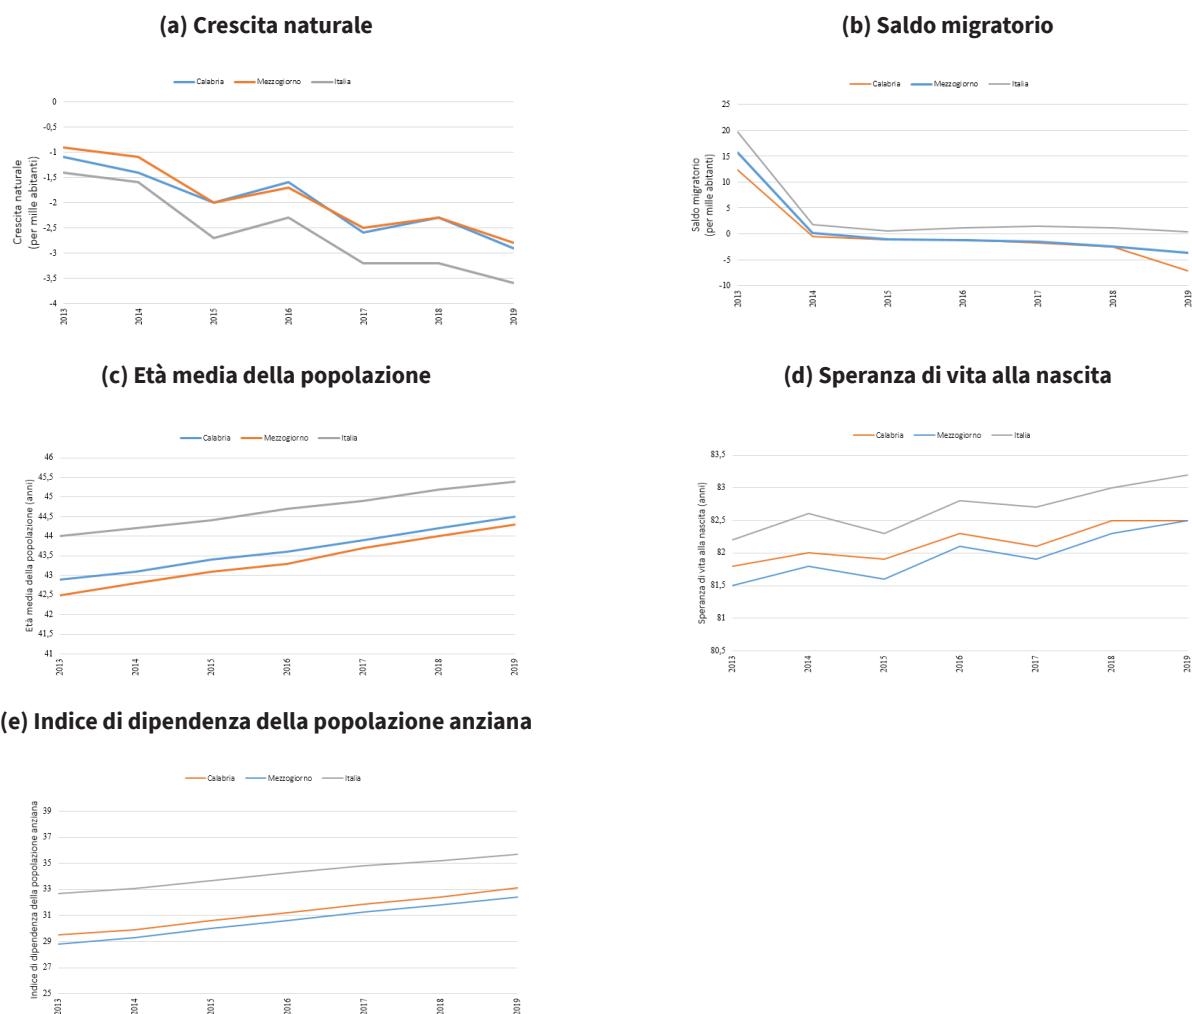 (a) Crescita naturale
Calabria Mezzogiorno Italia
Crescita naturale
(per mille abitanti)
0
-0,5
-1
-1,5
-2
-2,5
-3
-3,5
-4
2013 2014 2015 2016 2017 2018 2019
(b) Saldo migratorio
Calabria Mezzogiorno Italia
Saldo migratorio
(per mille abitanti)
25
20
15
10
5
0
-5
-10
2013 2014 2015 2016 2017 2018 2019
(c) Età media della popolazione
Calabria Mezzogiorno Italia
Età media della popolazione (anni)
46
45,5
45
44,5
44
43,5
43
42,5
42
41,5
41
2013 2014 2015 2016 2017 2018 2019
(d) Speranza di vita alla nascita
Calabria Mezzogiorno Italia
Speranza di vita alla nascita (anni)
83,5
83
82,5
82
81,5
81
80,5
2013 2014 2015 2016 2017 2018 2019
(e) Indice di dipendenza della popolazione anziana
Calabria Mezzogiorno Italia
Indice di dipendenza della popolazione anziana
39
37
35
33
31
29
27
25
2013 2014 2015 2016 2017 2018 2019